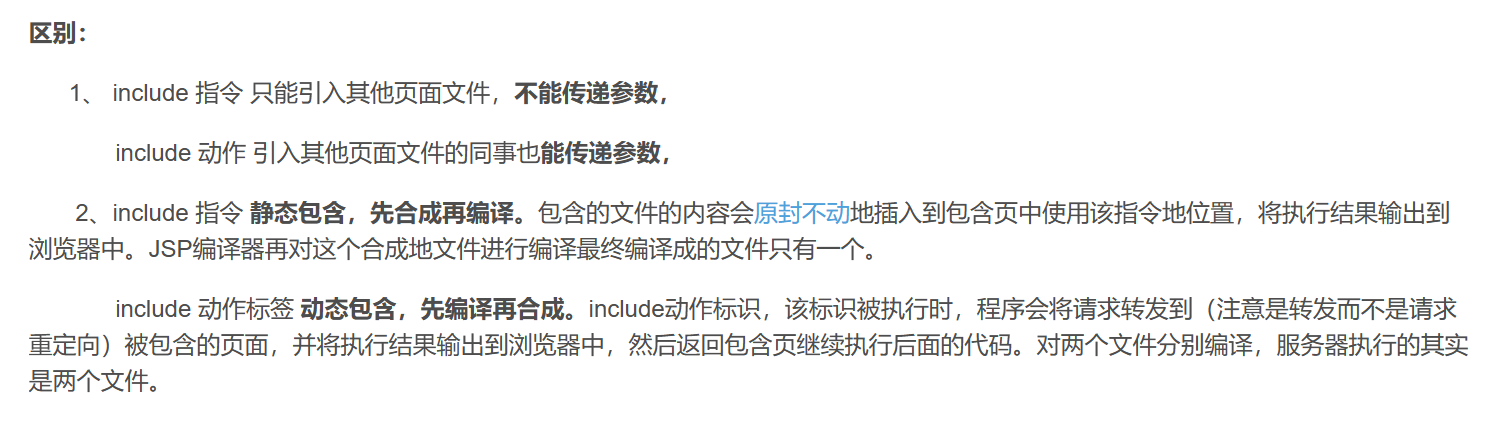 区别：
1、 include 指令 只能引入其他页面文件，不能传递参数，
include 动作 引入其他页面文件的同事也能传递参数，
2、include 指令 静态包含，先合成再编译。包含的文件的内容会原封不动地插入到包含页中使用该指令地位置，将执行结果输出到
浏览器中。JSP编译器再对这个合成地文件进行编译最终编译成的文件只有一个。
include 动作标签 动态包含，先编译再合成。include动作标识，该标识被执行时，程序会将请求转发到（注意是转发而不是请求
重定向）被包含的页面，并将执行结果输出到浏览器中，然后返回包含页继续执行后面的代码。对两个文件分别编译，服务器执行的其实
是两个文件。